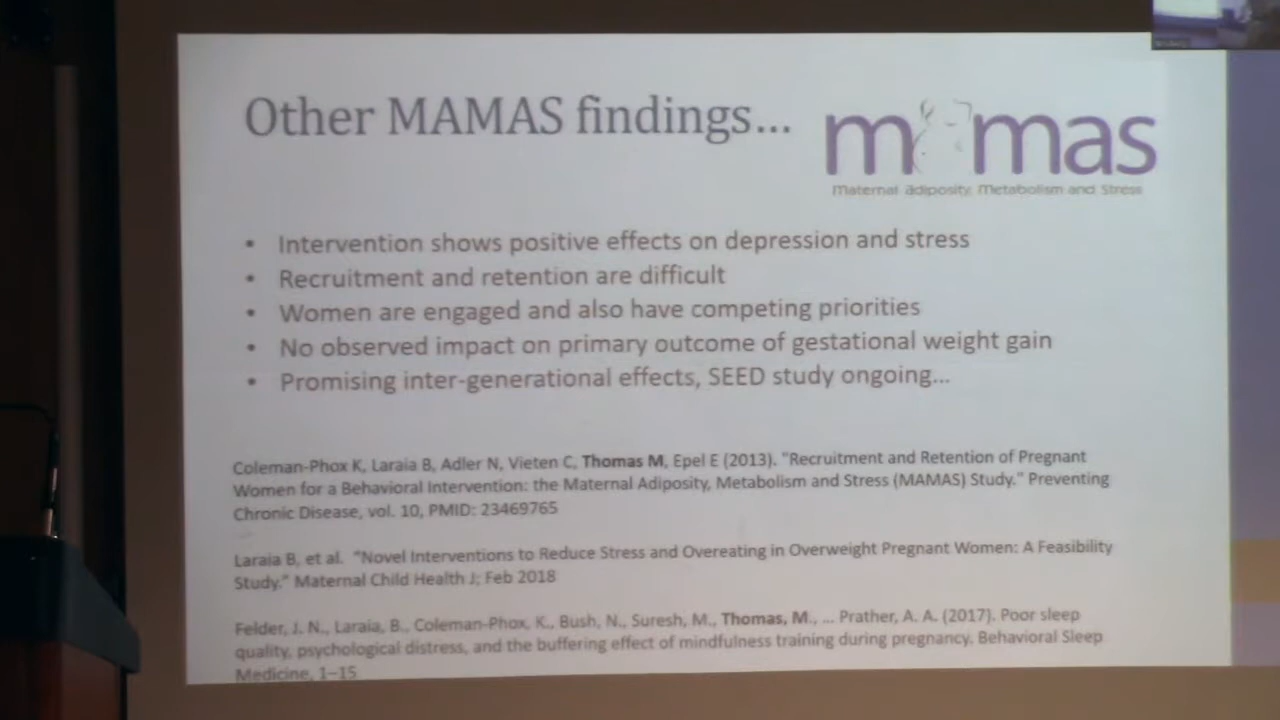 Other MAMAS findings...
m mas
Maternal Adiposity, Metabolism and Stress
• Intervention shows positive effects on depression and stress
• Recruitment and retention are difficult
• Women are engaged and also have competing priorities
• No observed impact on primary outcome of gestational weight gain
• Promising inter-generational effects, SEED study ongoing...
Coleman-Phox K, Laraia B, Adler N, Vieten C, Thomas M, Epel E (2013). "Recruitment and Retention of Pregnant
Women for a Behavioral Intervention: the Maternal Adiposity, Metabolism and Stress (MAMAS) Study." Preventing
Chronic Disease, vol. 10, PMID: 23469765
Laraia B, et al. "Novel Interventions to Reduce Stress and Overeating in Overweight Pregnant Women: A Feasibility
Study." Maternal Child Health J; Feb 2018
Felder, J. N., Laraia, B., Coleman-Phox, K., Bush, N., Suresh, M., Thomas, M., ... Prather, A. A. (2017). Poor sleep
quality, psychological distress, and the buffering effect of mindfulness training during pregnancy. Behavioral Sleep
Medicine, 1–15